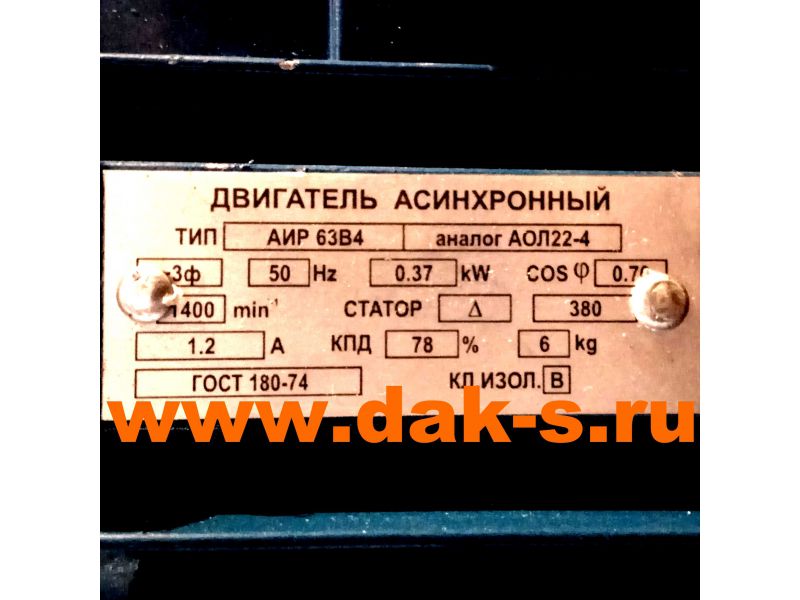 ДВИГАТЕЛЬ АСИНХРОННЫЙ
ТИП АИР 63В4 аналог АОЛ22-4
3ф 50 Hz 0.37 kW COS φ
1400 min⁻¹ СТАТОР Δ 380
1.2 A КПД 78 % 6 kg
ГОСТ 180-74 КЛ.ИЗОЛ. В
www.dak-s.ru